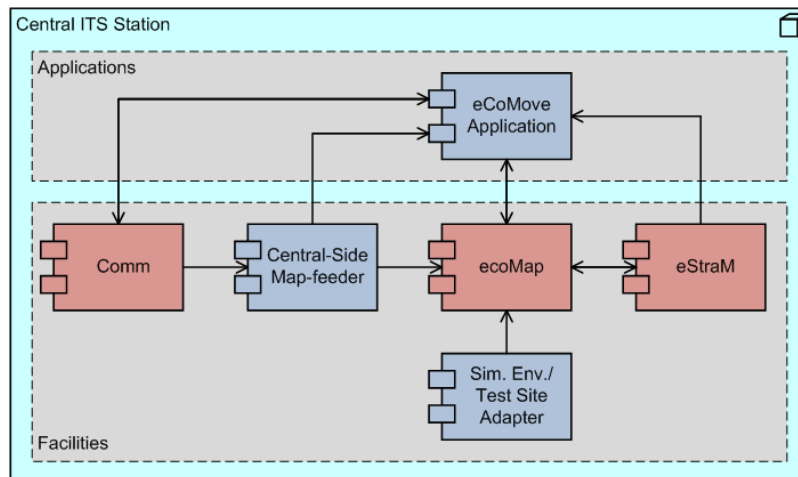 Central ITS Station
Applications
eCoMove
Application
Comm
Central-Side
Map-feeder
ecoMap
eStraM
Sim. Env./
Test Site
Adapter
Facilities